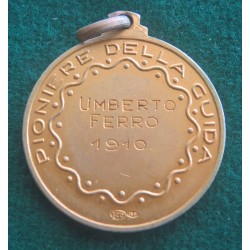 PIONIERE DELLA GUIDA
UMBERTO
FERRO
1910